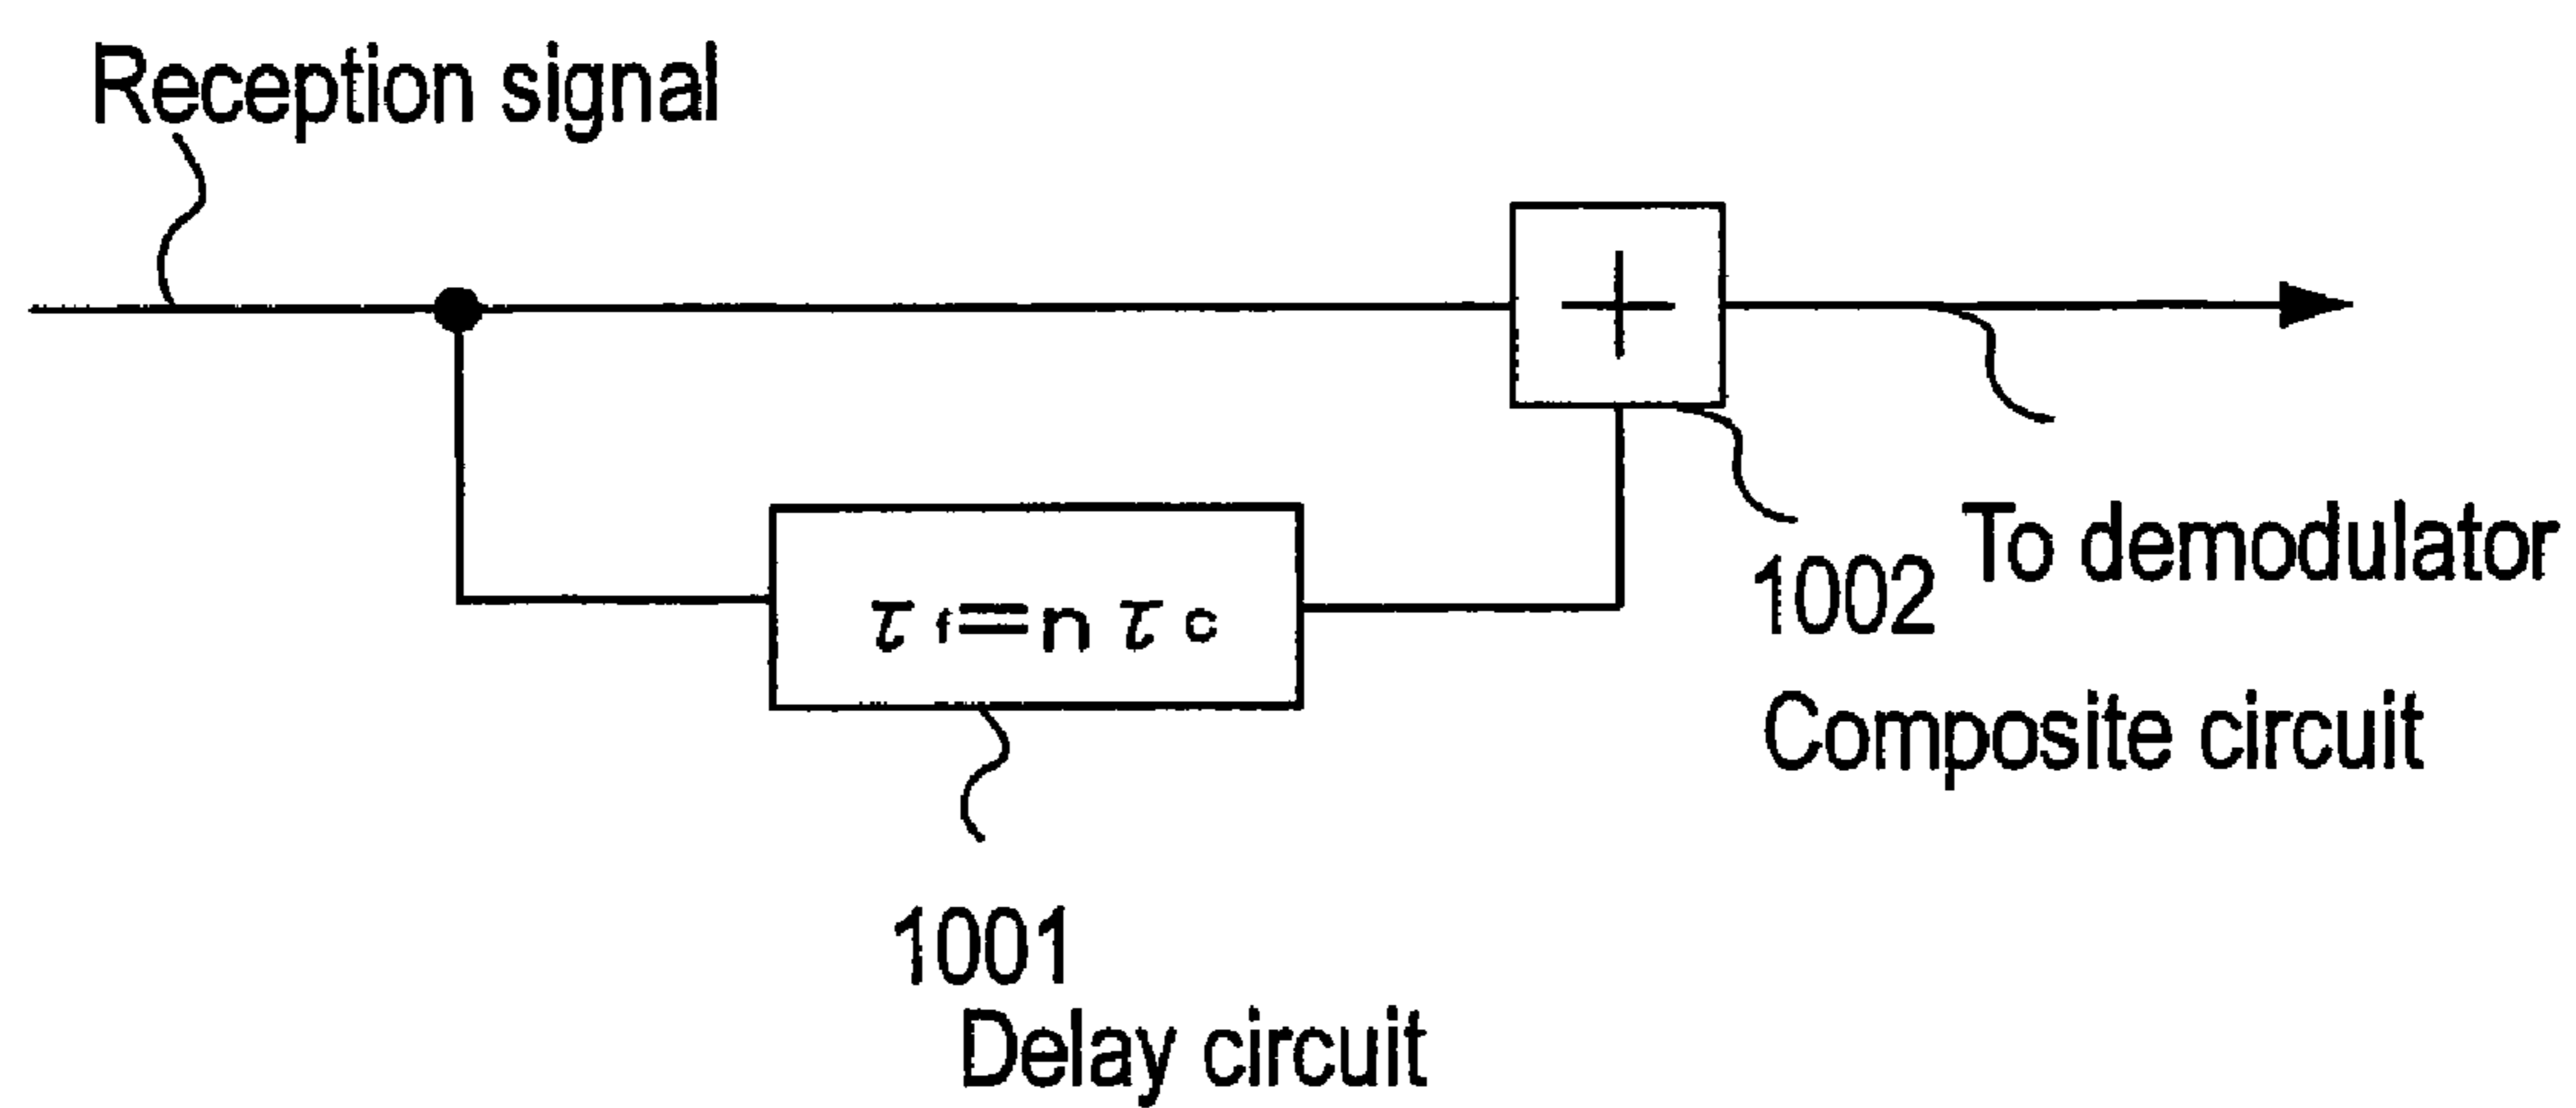 Reception signal
+
To demodulator
1002
Composite circuit
τf=nτc
1001
Delay circuit